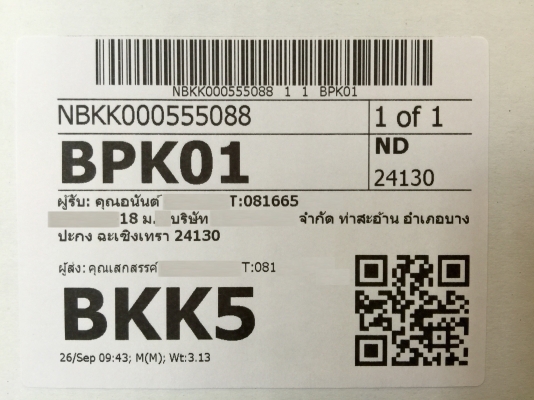 NBKK000555088 1 1 BPK01
NBKK000555088
1 of 1
BPK01
ND
24130
ผู้รับ: คุณอนันต์ T:081665
18 ม. บริษัท จำกัด ท่าสะอ้าน อำเภอบาง
ปะกง ฉะเชิงเทรา 24130
ผู้ส่ง: คุณเสกสรรค์ T:081
BKK5
26/Sep 09:43; M(M); Wt:3.13